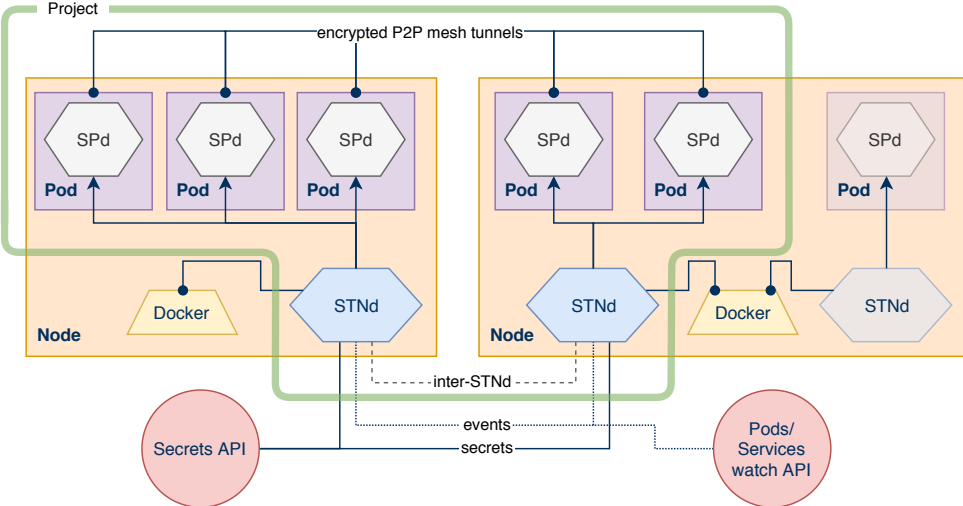 Project
encrypted P2P mesh tunnels
SPd
SPd
SPd
SPd
SPd
SPd
Pod
Pod
Pod
Pod
Pod
Pod
Docker
STNd
STNd
Docker
STNd
Node
Node
inter-STNd
events
secrets
Secrets API
Pods/
Services
watch API